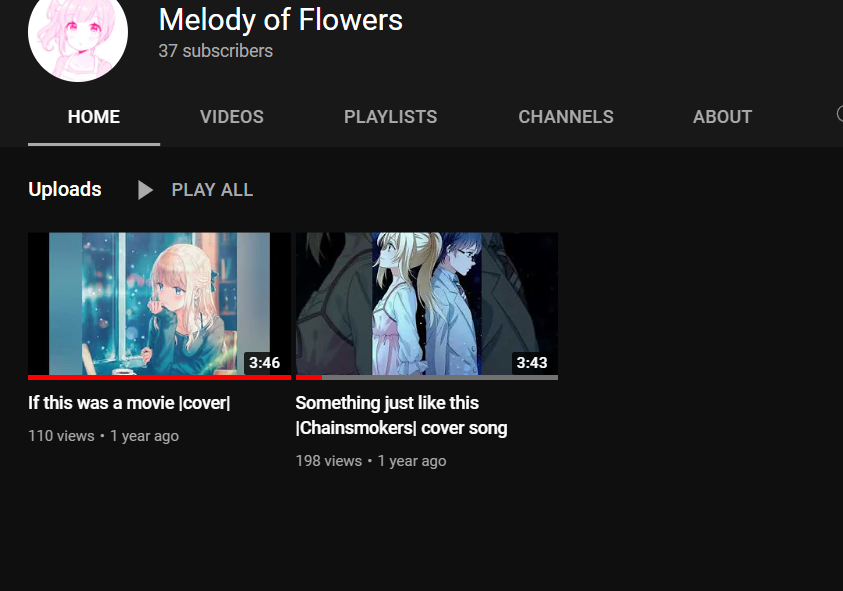 Melody of Flowers
37 subscribers
HOME VIDEOS PLAYLISTS CHANNELS ABOUT
Uploads PLAY ALL
3:46 3:43
If this was a movie |cover|
110 views • 1 year ago
Something just like this
|Chainsmokers| cover song
198 views • 1 year ago